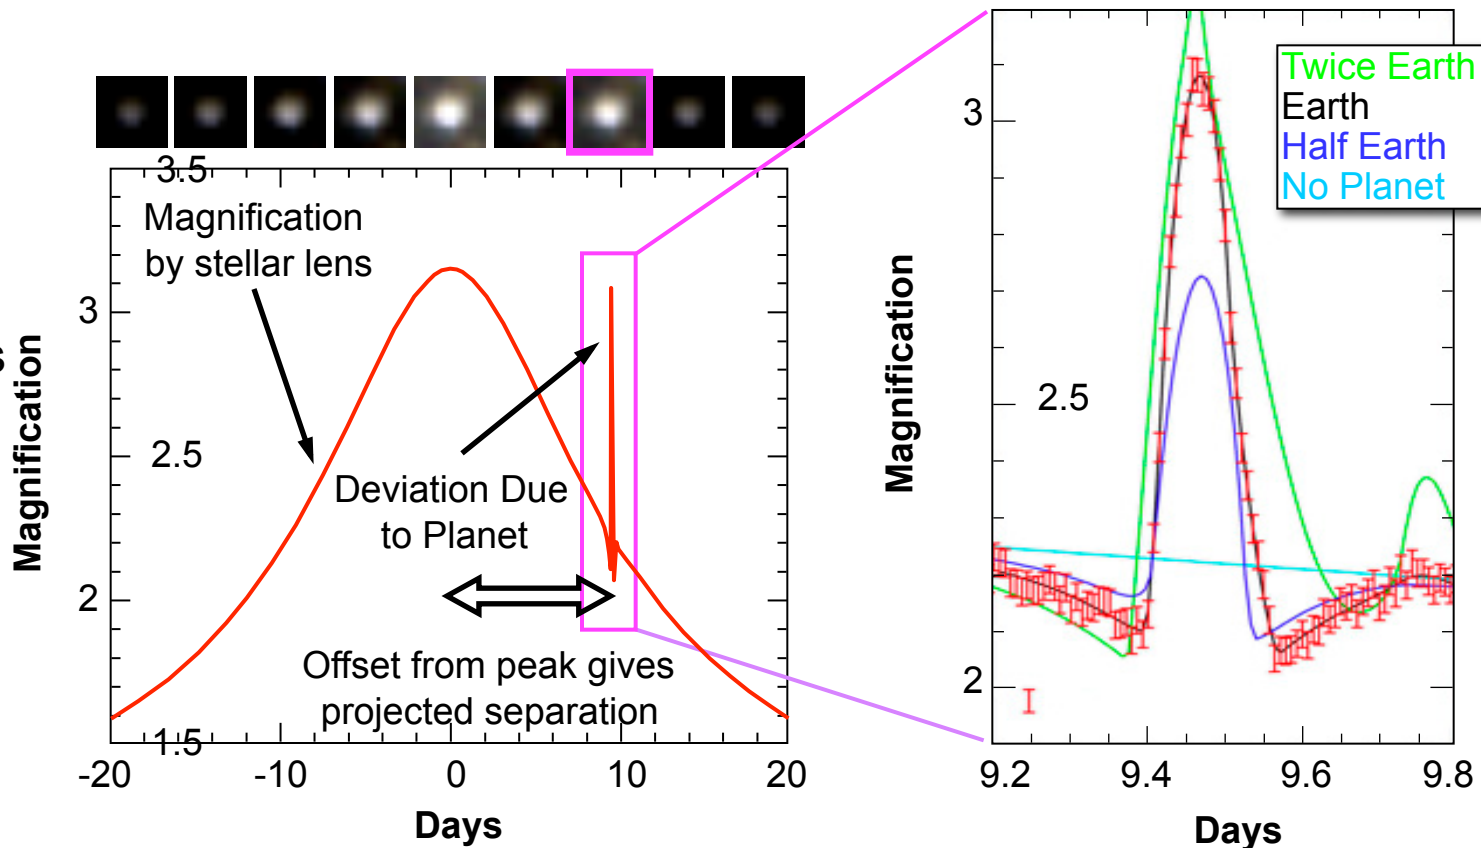 3.5
Magnification
by stellar lens
3
2.5
Deviation Due
to Planet
2
Offset from peak gives
projected separation
1.5
-20 -10 0 10 20
Days
Magnification
Twice Earth
Earth
Half Earth
No Planet
3
2.5
2
9.2 9.4 9.6 9.8
Days
Magnification